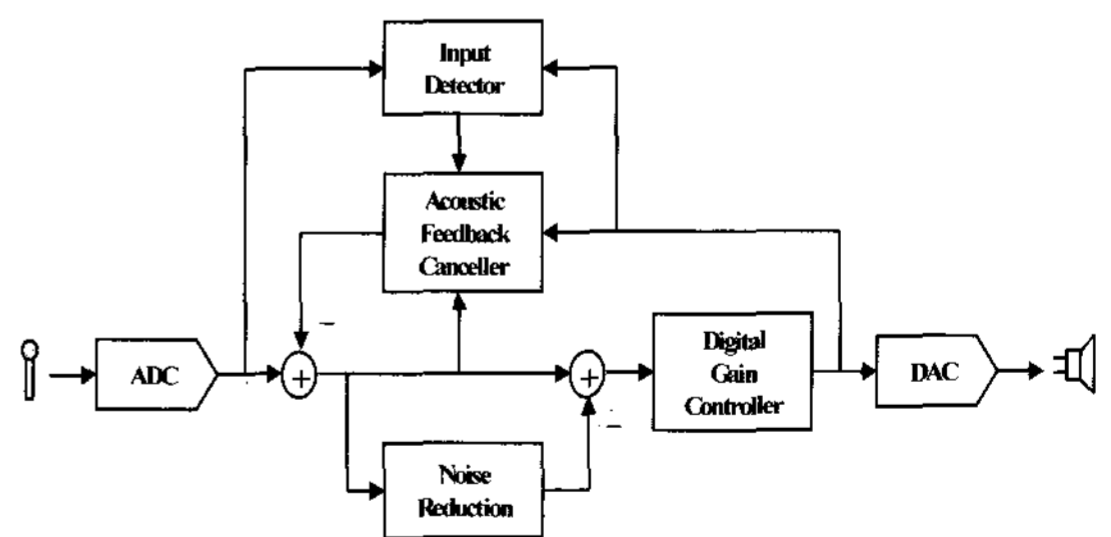 Input
Detector
Acoustic
Feedback
Canceller
ADC
+
+
Digital
Gain
Controller
DAC
Noise
Reduction